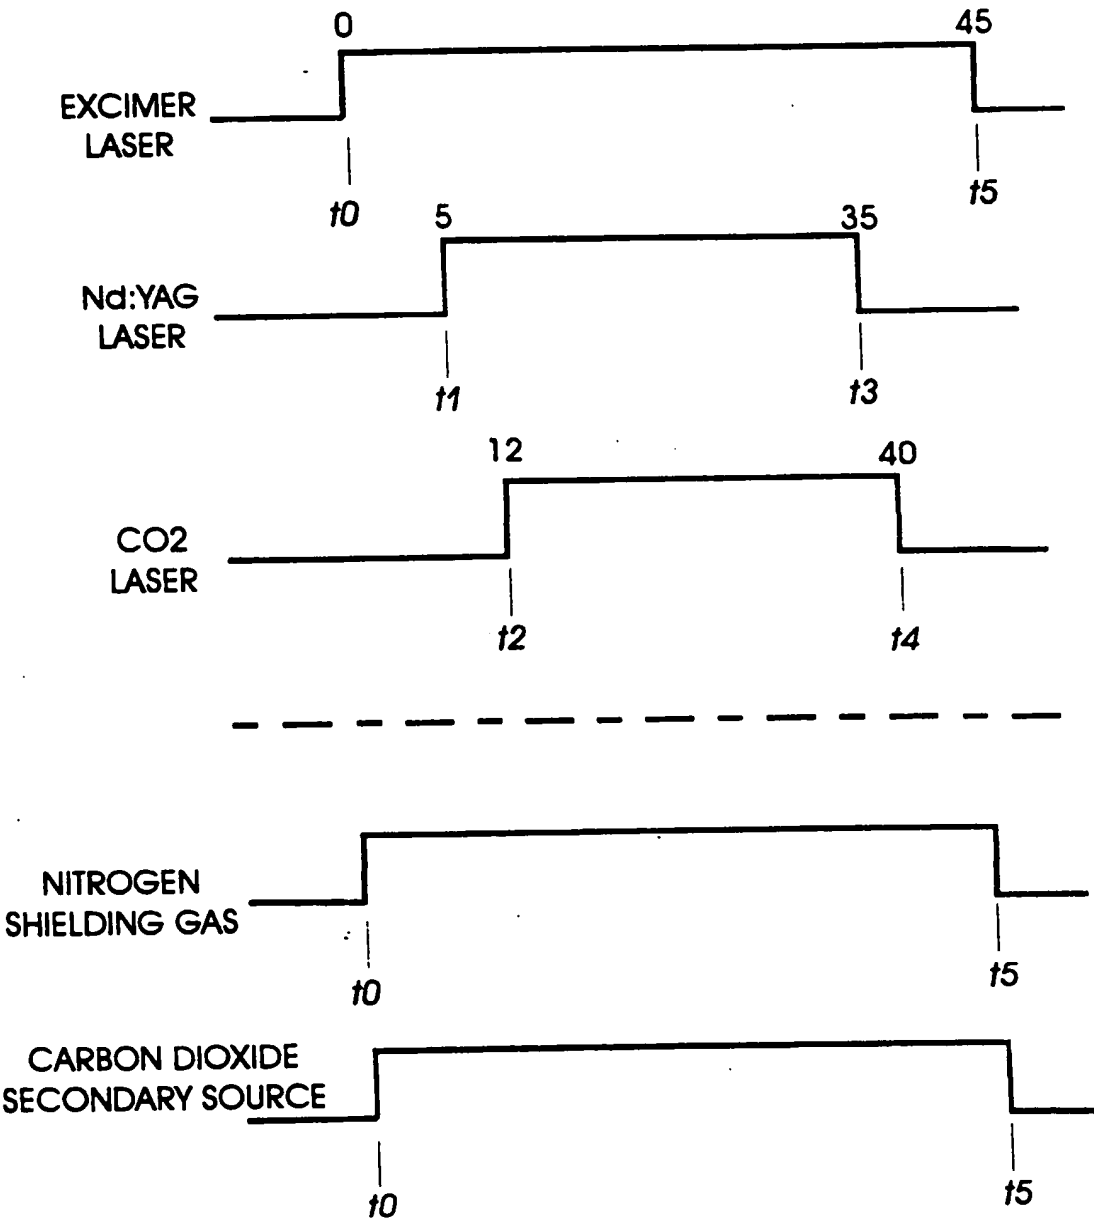 0
45
EXCIMER
LASER
t0
t5
5
35
Nd:YAG
LASER
t1
t3
12
40
CO2
LASER
t2
t4
NITROGEN
SHIELDING GAS
t0
t5
CARBON DIOXIDE
SECONDARY SOURCE
t0
t5